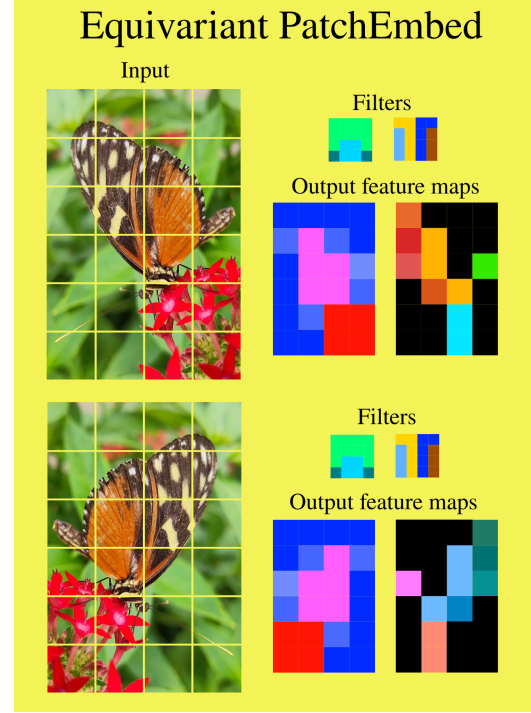 Equivariant PatchEmbed
Input
Filters
Output feature maps
Filters
Output feature maps